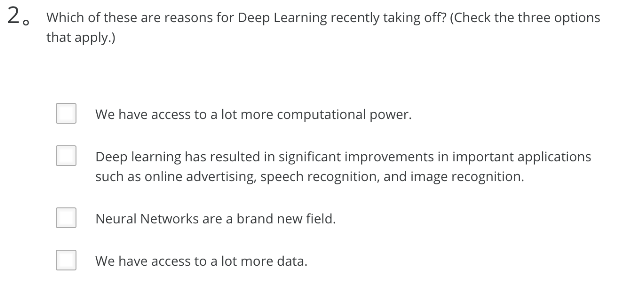 2。 Which of these are reasons for Deep Learning recently taking off? (Check the three options
that apply.)
We have access to a lot more computational power.
Deep learning has resulted in significant improvements in important applications
such as online advertising, speech recognition, and image recognition.
Neural Networks are a brand new field.
We have access to a lot more data.